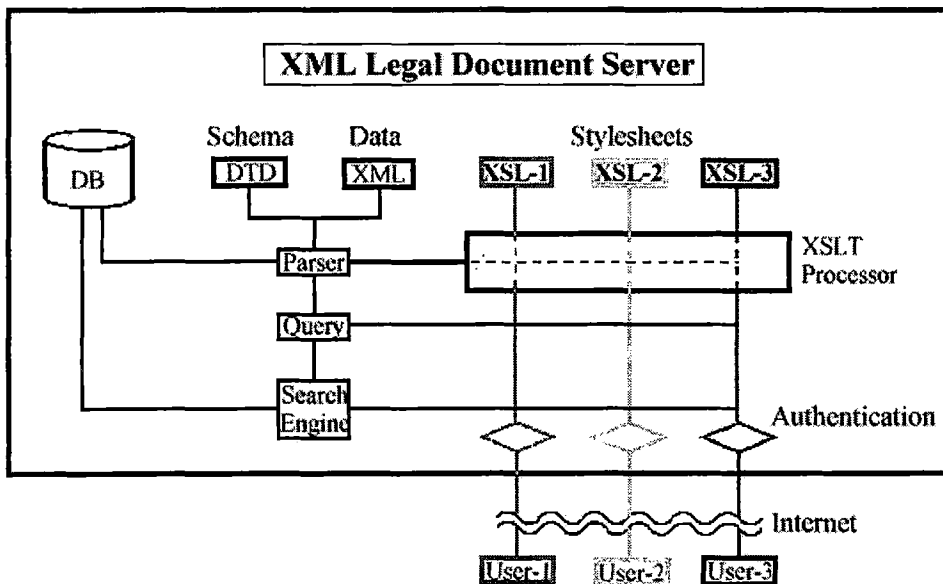 XML Legal Document Server
Schema
Data
Stylesheets
DB
DTD
XML
XSL-1
XSL-2
XSL-3
Parser
XSLT
Processor
Query
Search
Engine
Authentication
Internet
User-1
User-2
User-3